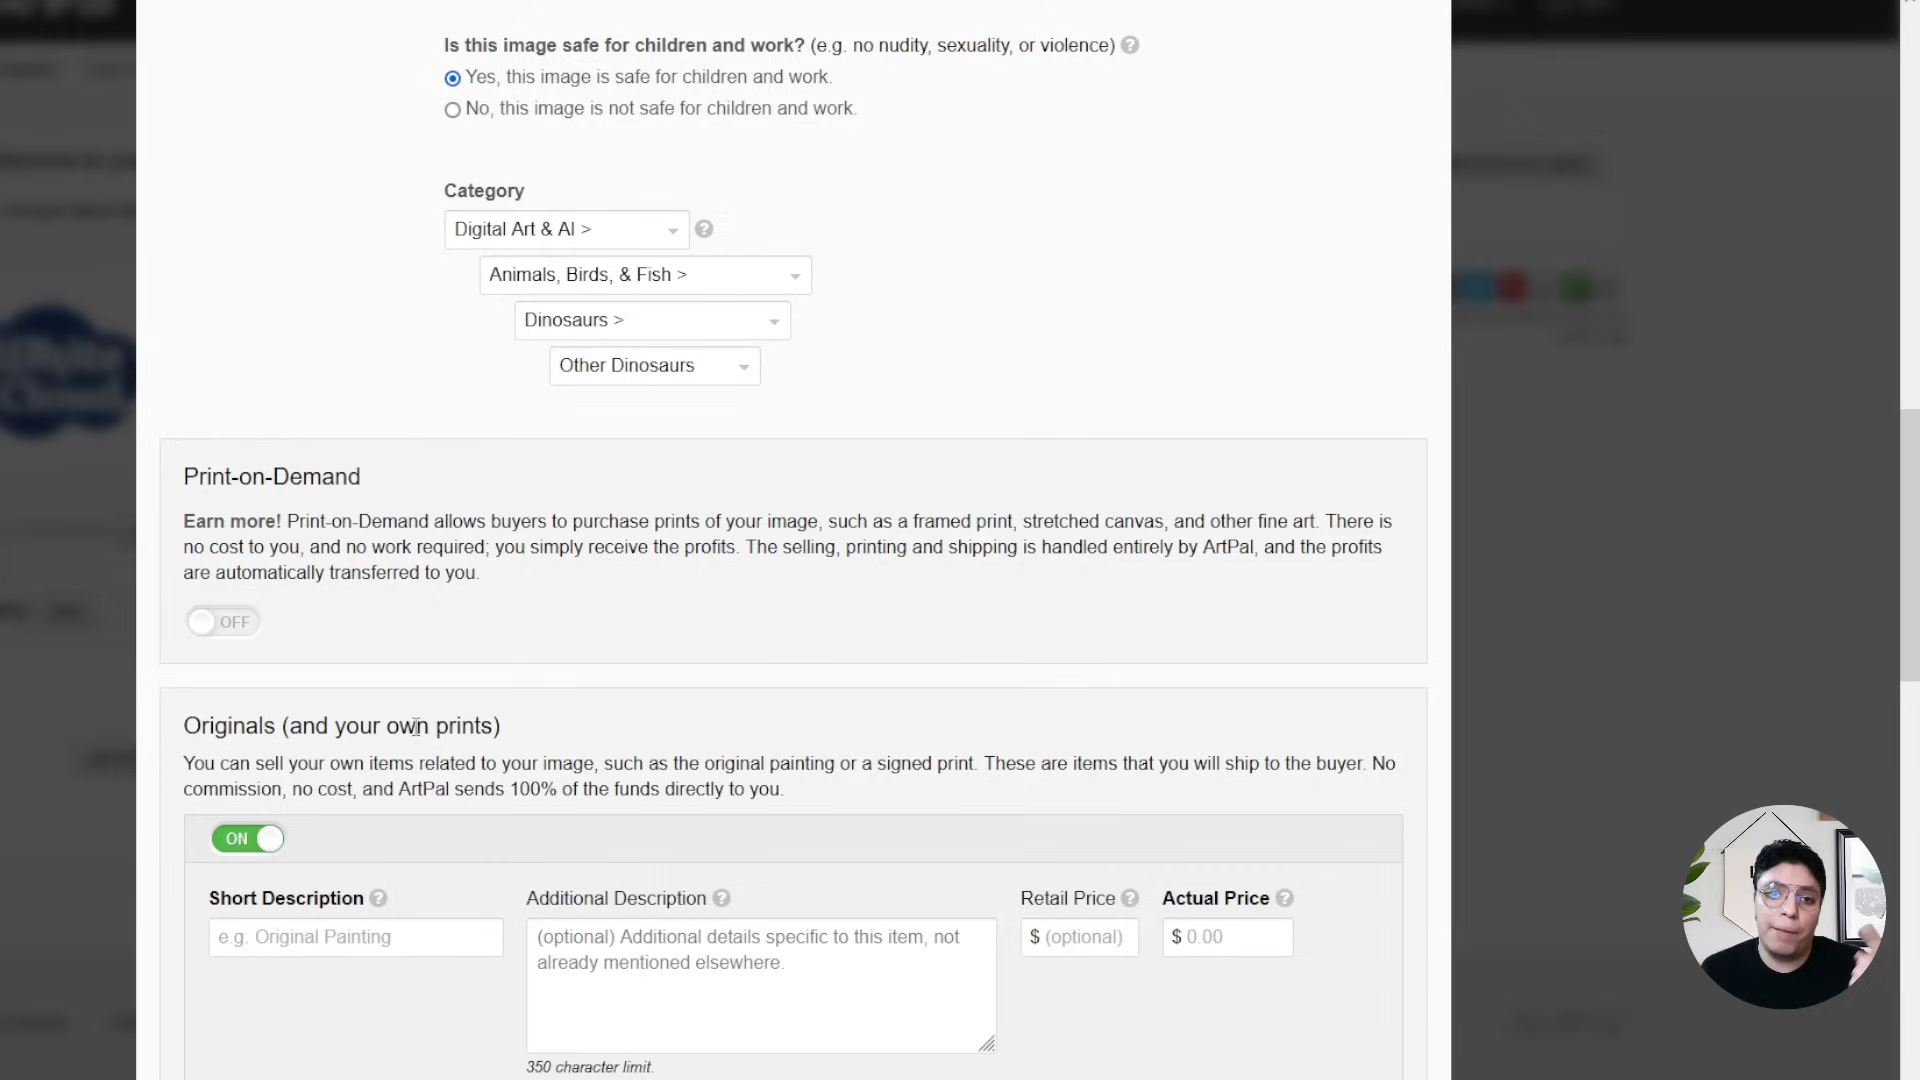 Is this image safe for children and work? (e.g. no nudity, sexuality, or violence) ?
Yes, this image is safe for children and work.
No, this image is not safe for children and work.
Category
Digital Art & AI > ?
Animals, Birds, & Fish >
Dinosaurs >
Other Dinosaurs
Print-on-Demand
Earn more! Print-on-Demand allows buyers to purchase prints of your image, such as a framed print, stretched canvas, and other fine art. There is
no cost to you, and no work required; you simply receive the profits. The selling, printing and shipping is handled entirely by ArtPal, and the profits
are automatically transferred to you.
OFF
Originals (and your own prints)
You can sell your own items related to your image, such as the original painting or a signed print. These are items that you will ship to the buyer. No
commission, no cost, and ArtPal sends 100% of the funds directly to you.
ON
Short Description ? Additional Description ? Retail Price ? Actual Price ?
e.g. Original Painting (optional) Additional details specific to this item, not $ (optional) $ 0.00
already mentioned elsewhere.
350 character limit.